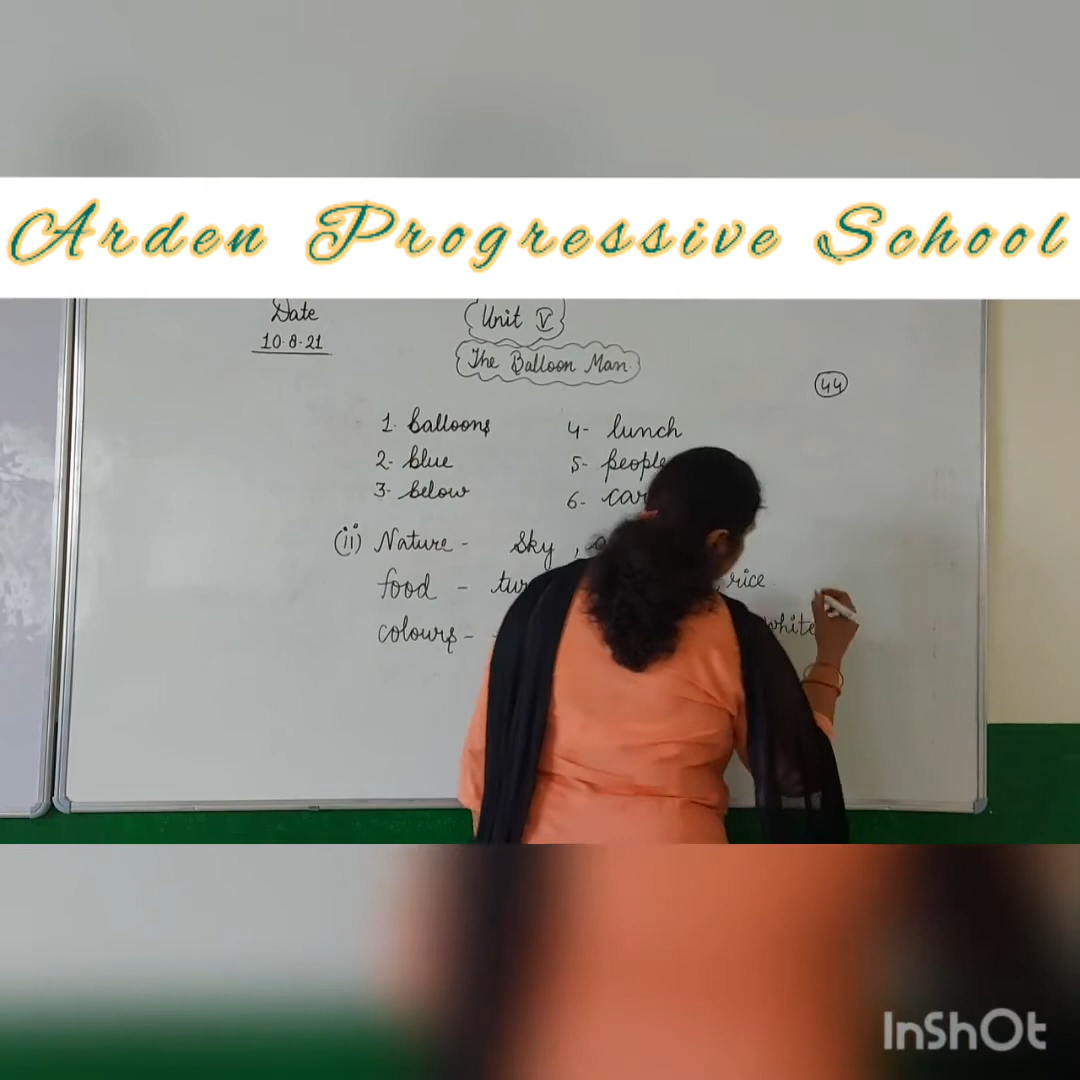 Arden Progressive School
Date
10.8.21
Unit V
The Balloon Man.
44
1. balloons
4- lunch
2- blue
5- people
3- below
6-
(ii) Nature - sky ,
food - , rice
colours - white
InShOt